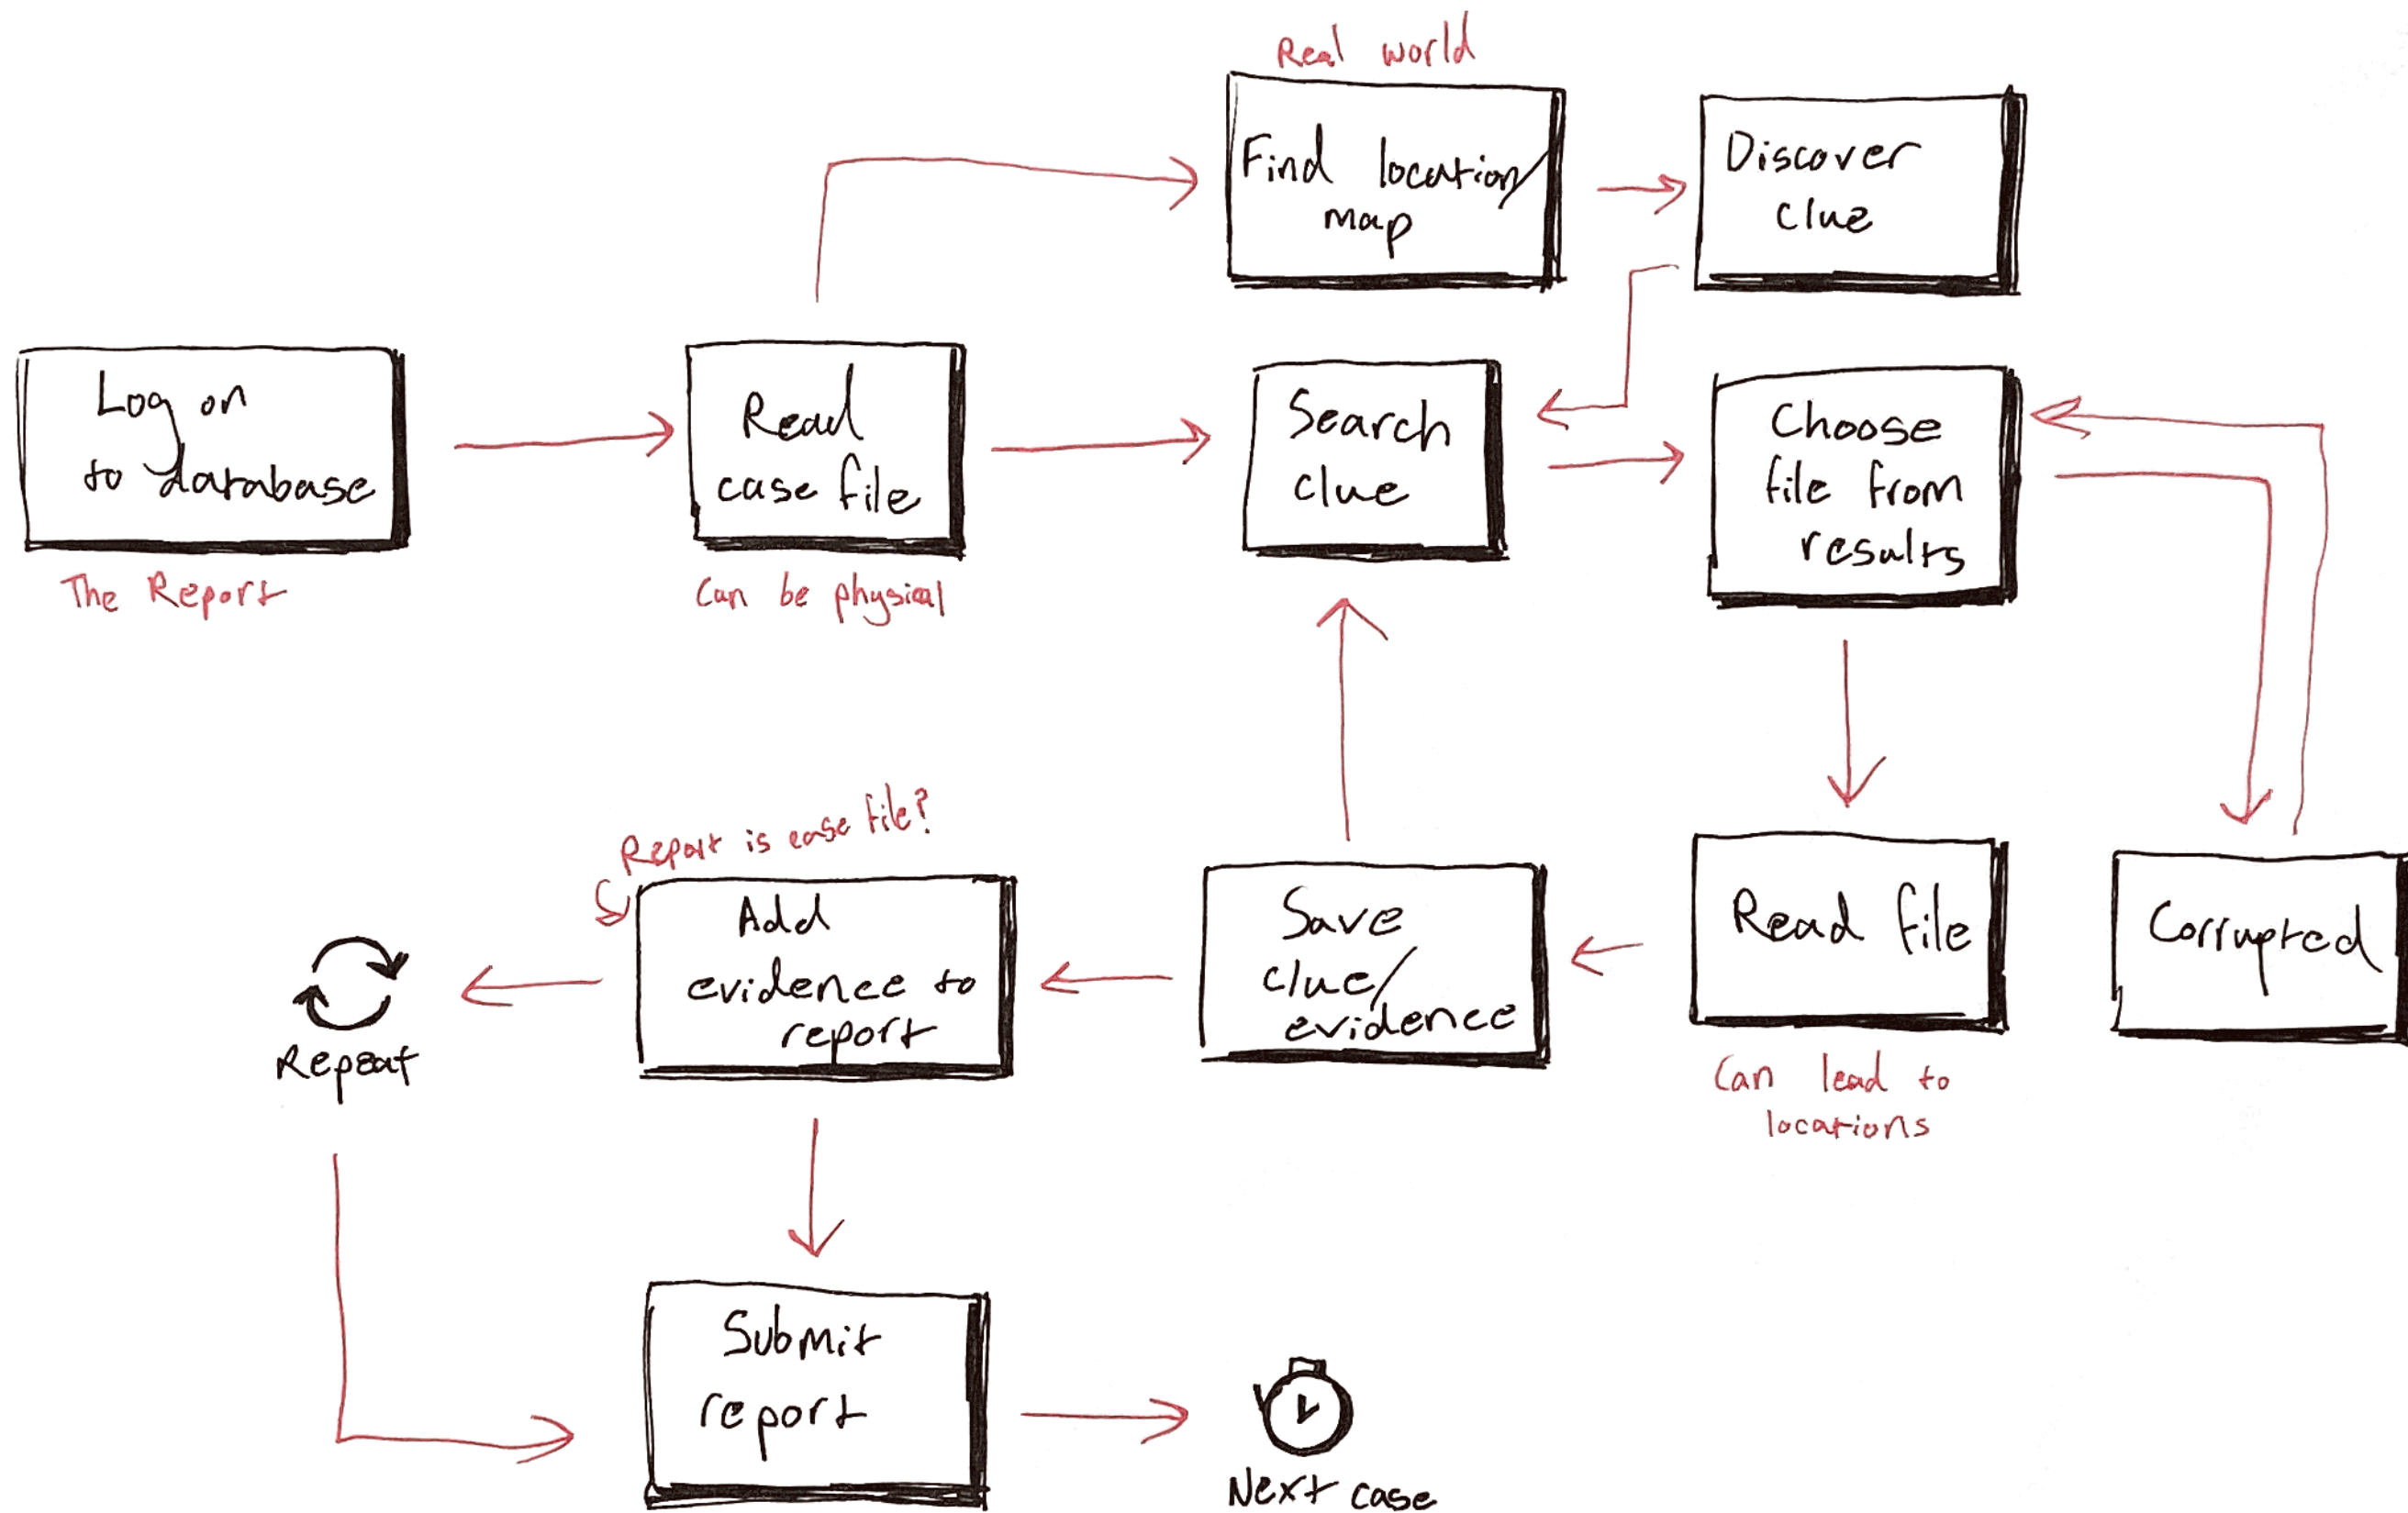 Real world
Find location/
map
Discover
clue
Log on
to database
The Report
Read
case file
Can be physical
Search
clue
Choose
file from
results
Report is case file?
Add
evidence to
report
Repeat
Save
clue/
evidence
Read file
Can lead to
locations
Corrupted
Submit
report
Next case